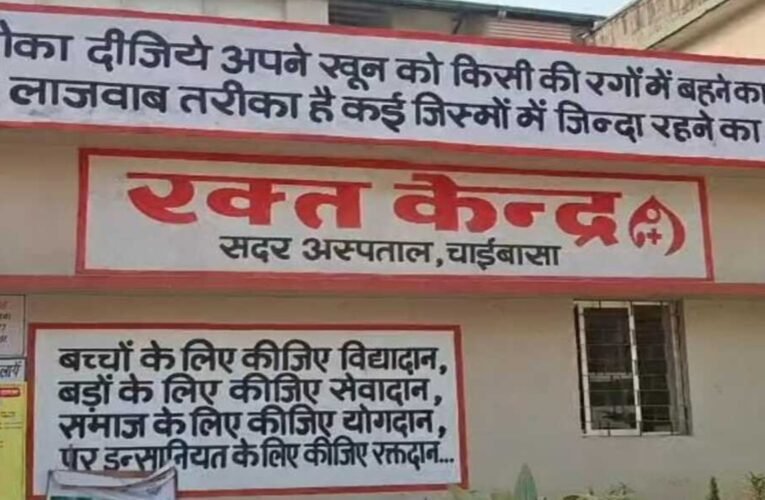 दीजिये अपने खून को किसी की रगों में बहने का
लाजवाब तरीका है कई जिस्मों में जिन्दा रहने का
रक्त केन्द्र
सदर अस्पताल, चाईबासा
बच्चों के लिए कीजिए विद्यादान,
बड़ों के लिए कीजिए सेवादान,
समाज के लिए कीजिए योगदान,
पर इन्सानियत के लिए कीजिए रक्तदान...